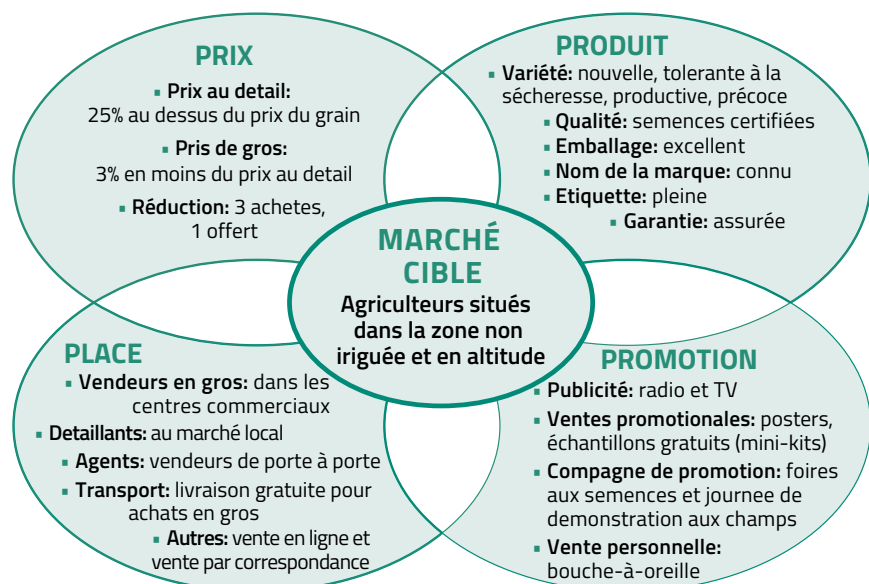 PRIX
▪ Prix au detail:
25% au dessus du prix du grain
▪ Pris de gros:
3% en moins du prix au detail
▪ Réduction: 3 achetes,
1 offert
PRODUIT
▪ Variété: nouvelle, tolerante à la
sécheresse, productive, précoce
▪ Qualité: semences certifiées
▪ Emballage: excellent
▪ Nom de la marque: connu
▪ Etiquette: pleine
▪ Garantie: assurée
MARCHÉ
CIBLE
Agriculteurs situés
dans la zone non
iriguée et en altitude
PLACE
▪ Vendeurs en gros: dans les
centres commerciaux
▪ Detaillants: au marché local
▪ Agents: vendeurs de porte à porte
▪ Transport: livraison gratuite pour
achats en gros
▪ Autres: vente en ligne et
vente par correspondance
PROMOTION
▪ Publicité: radio et TV
▪ Ventes promotionales: posters,
échantillons gratuits (mini-kits)
▪ Compagne de promotion: foires
aux semences et journee de
demonstration aux champs
▪ Vente personnelle:
bouche-à-oreille